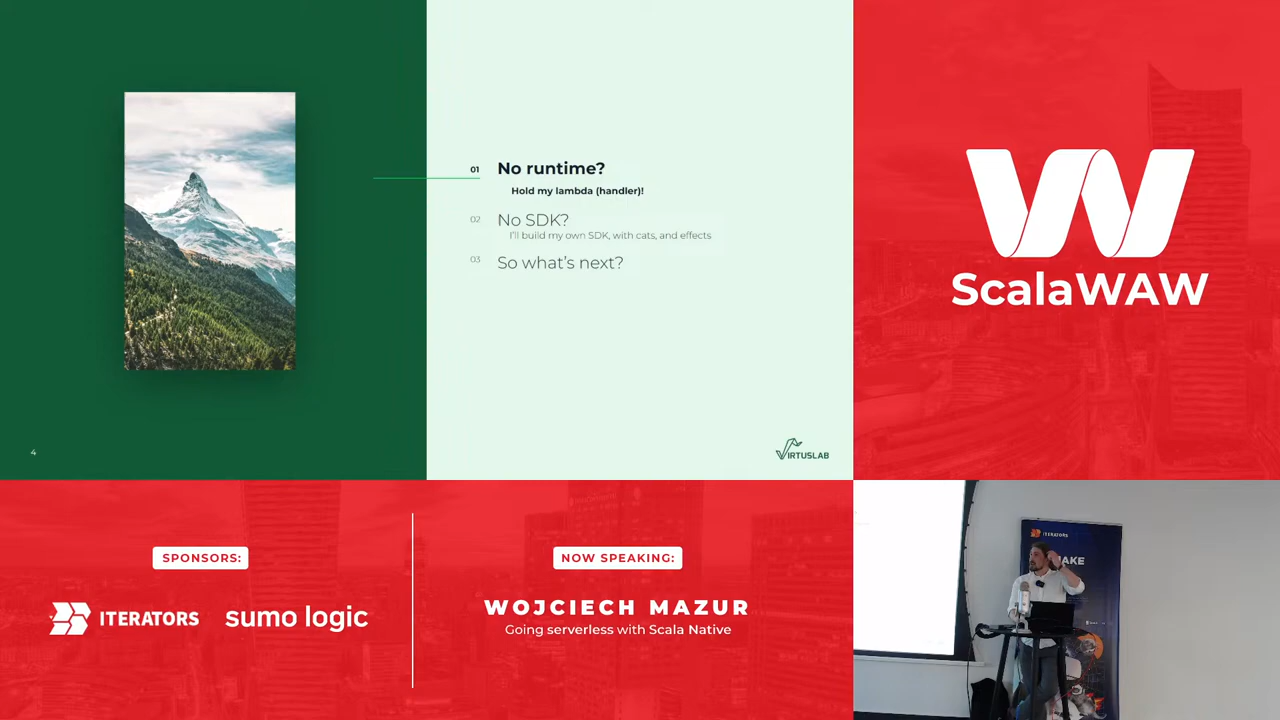 01
No runtime?
Hold my lambda (handler)!
02
No SDK?
I'll build my own SDK, with cats, and effects
03
So what's next?
4
VIRTUSLAB
ScalaWAW
SPONSORS:
ITERATORS
sumo logic
NOW SPEAKING:
WOJCIECH MAZUR
Going serverless with Scala Native
ITERATORS